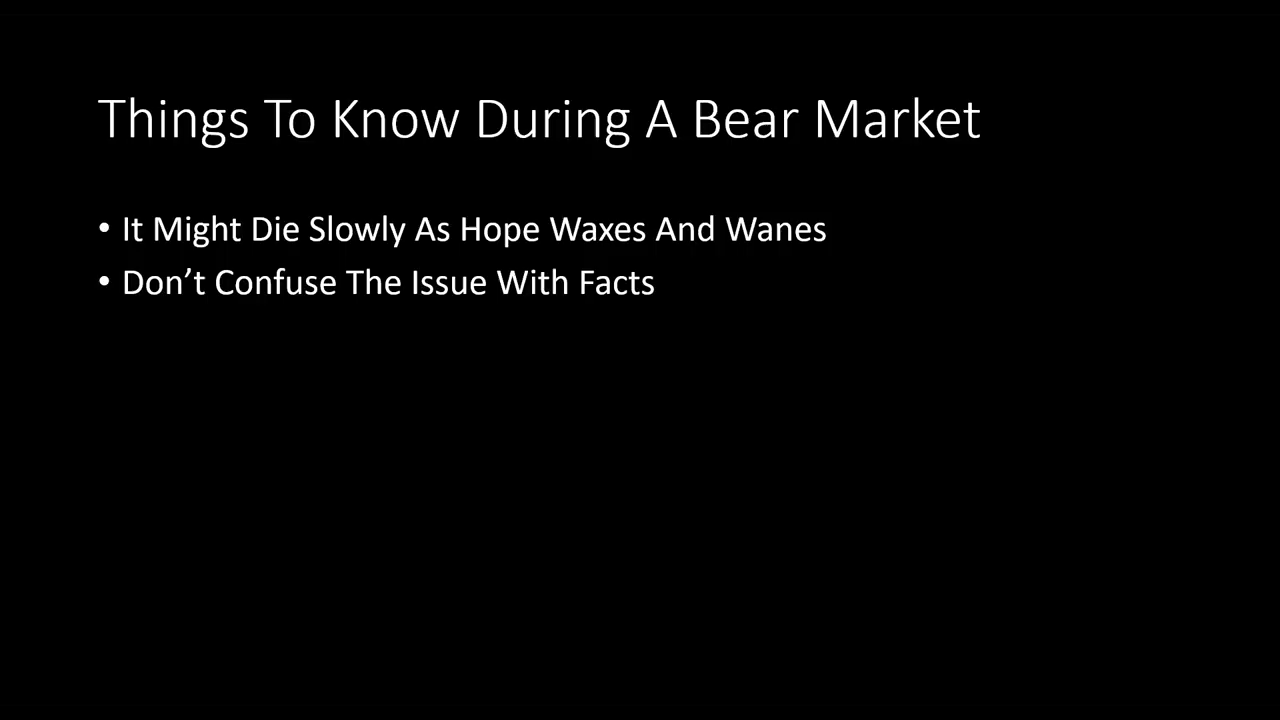 Things To Know During A Bear Market
• It Might Die Slowly As Hope Waxes And Wanes
• Don’t Confuse The Issue With Facts